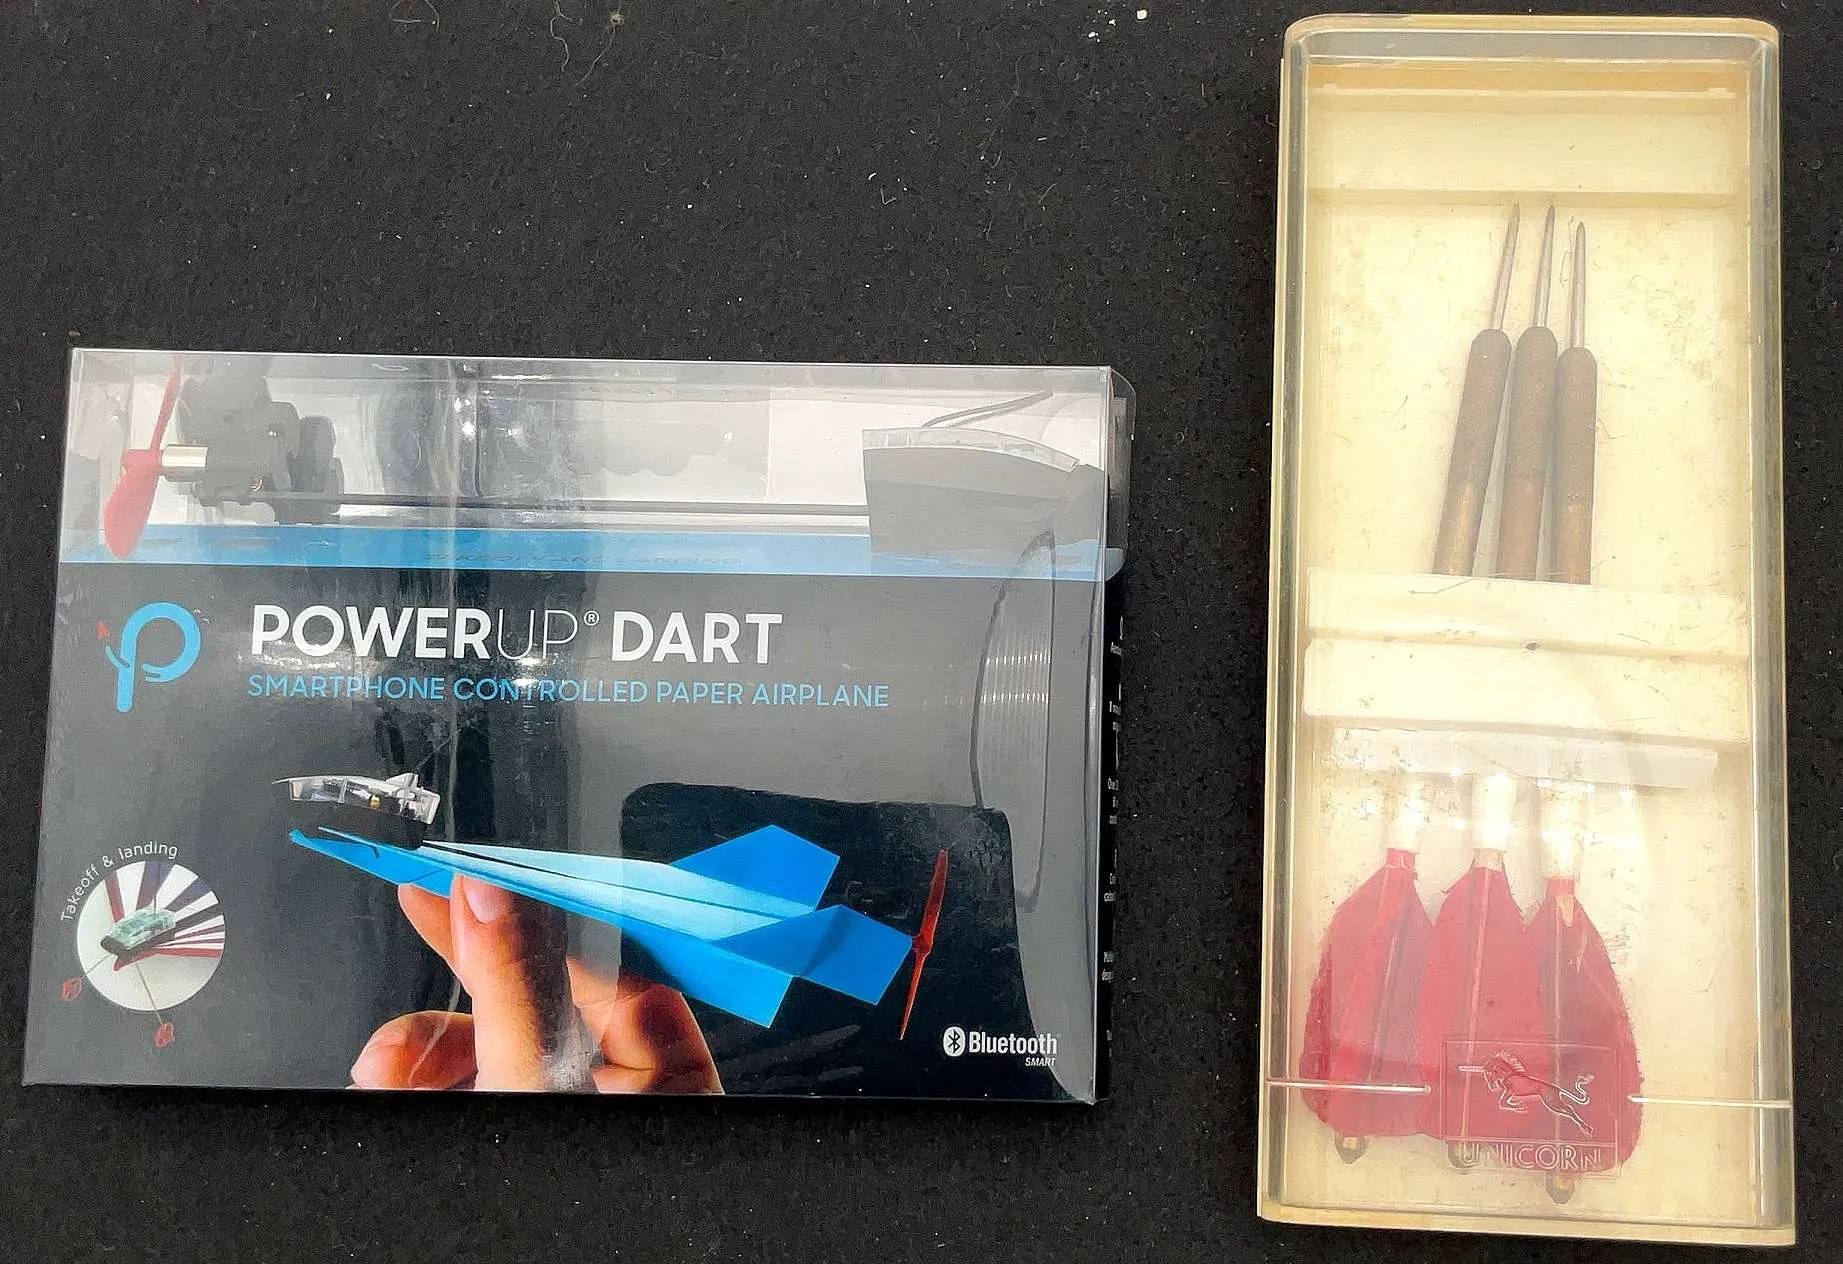 POWERUP® DART
SMARTPHONE CONTROLLED PAPER AIRPLANE
Takeoff & landing
Bluetooth
SMART
UNICORN